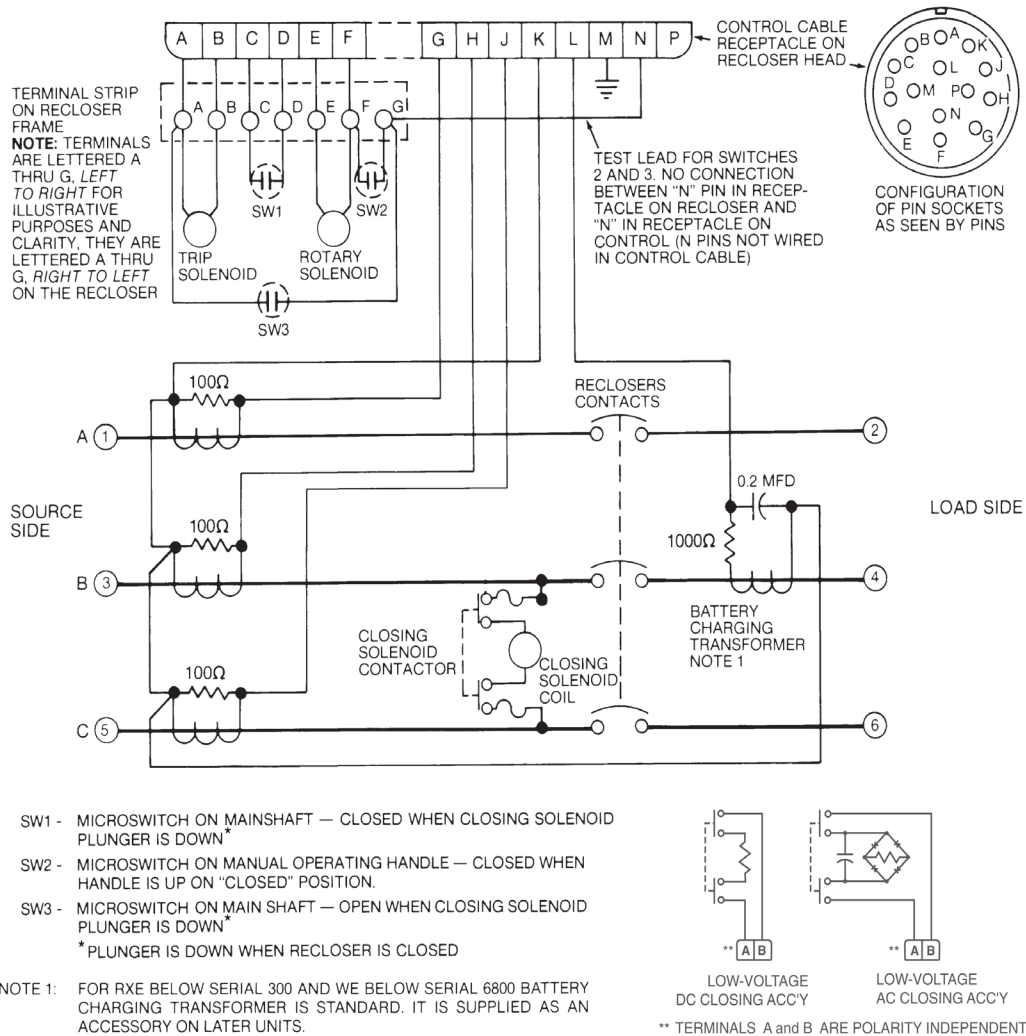 A B C D E F G H J K L M N P
CONTROL CABLE
RECEPTACLE ON
RECLOSER HEAD
B A K
C L J
D M P H
N
E F G
CONFIGURATION
OF PIN SOCKETS
AS SEEN BY PINS
TERMINAL STRIP
ON RECLOSER
FRAME
NOTE: TERMINALS
ARE LETTERED A
THRU G, LEFT
TO RIGHT FOR
ILLUSTRATIVE
PURPOSES AND
CLARITY, THEY ARE
LETTERED A THRU
G, RIGHT TO LEFT
ON THE RECLOSER
A B C D E F G
SW1
SW2
TRIP
SOLENOID
ROTARY
SOLENOID
SW3
TEST LEAD FOR SWITCHES
2 AND 3. NO CONNECTION
BETWEEN "N" PIN IN RECEP-
TACLE ON RECLOSER AND
"N" IN RECEPTACLE ON
CONTROL (N PINS NOT WIRED
IN CONTROL CABLE)
100Ω
RECLOSERS
CONTACTS
A 1
2
SOURCE
SIDE
0.2 MFD
LOAD SIDE
100Ω
1000Ω
B 3
4
BATTERY
CHARGING
TRANSFORMER
NOTE 1
CLOSING
SOLENOID
CONTACTOR
CLOSING
SOLENOID
COIL
100Ω
C 5
6
SW1 - MICROSWITCH ON MAINSHAFT — CLOSED WHEN CLOSING SOLENOID
PLUNGER IS DOWN*
SW2 - MICROSWITCH ON MANUAL OPERATING HANDLE — CLOSED WHEN
HANDLE IS UP ON "CLOSED" POSITION.
SW3 - MICROSWITCH ON MAIN SHAFT — OPEN WHEN CLOSING SOLENOID
PLUNGER IS DOWN*
*PLUNGER IS DOWN WHEN RECLOSER IS CLOSED
NOTE 1: FOR RXE BELOW SERIAL 300 AND WE BELOW SERIAL 6800 BATTERY
CHARGING TRANSFORMER IS STANDARD. IT IS SUPPLIED AS AN
ACCESSORY ON LATER UNITS.
** A B
LOW-VOLTAGE
DC CLOSING ACC'Y
** A B
LOW-VOLTAGE
AC CLOSING ACC'Y
** TERMINALS A and B ARE POLARITY INDEPENDENT